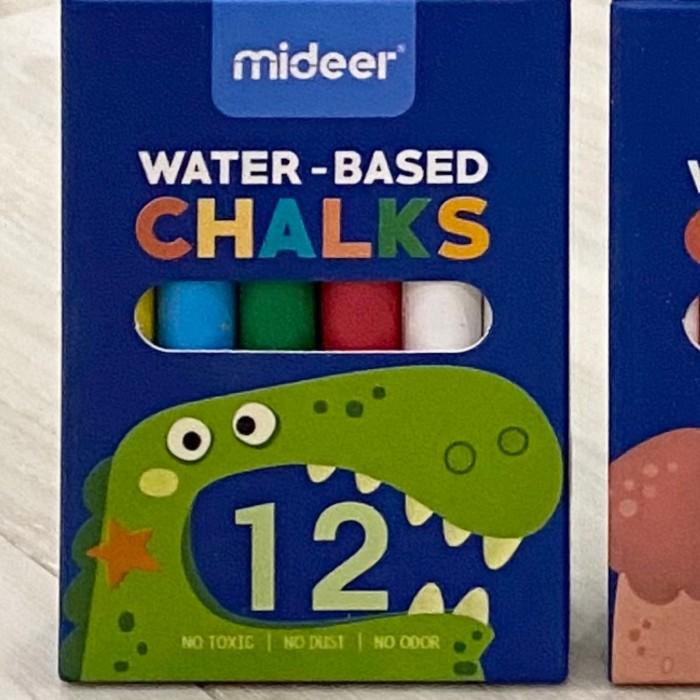 mideer
WATER-BASED
CHALKS
12
NO TOXIC | NO DUST | NO ODOR